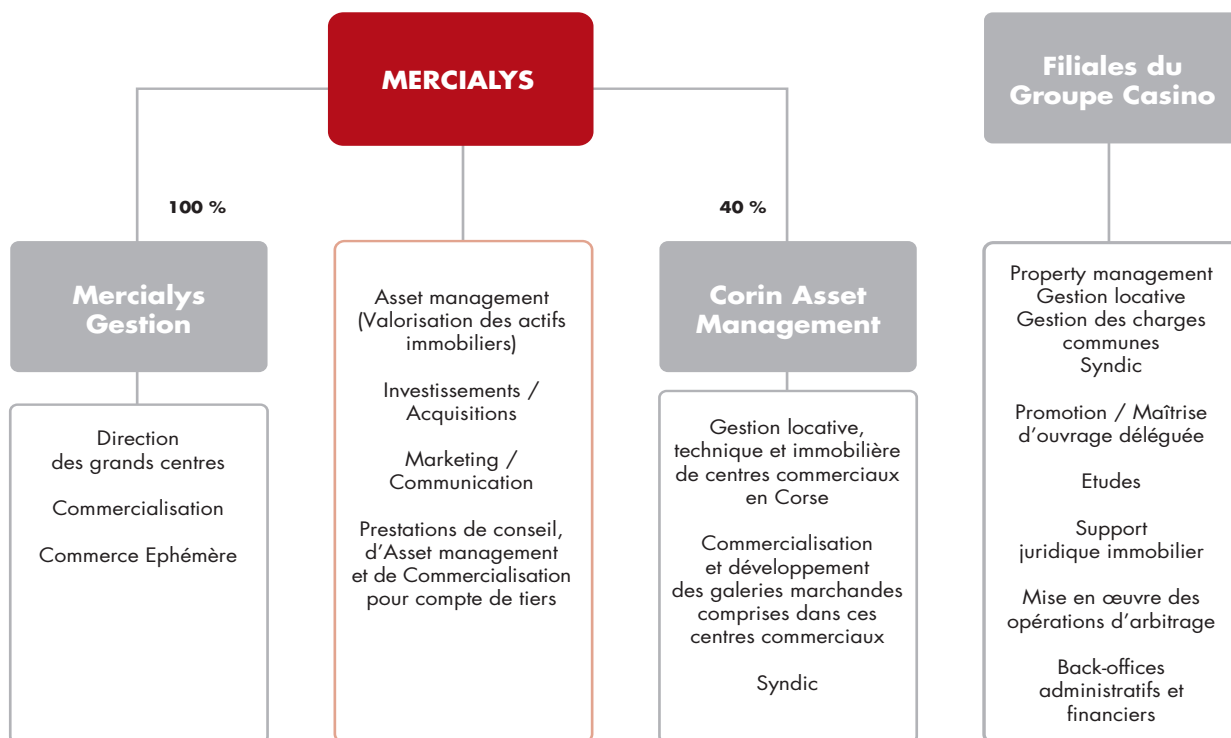 MERCIALYS
Filiales du
Groupe Casino
100 %
40 %
Mercialys
Gestion
Direction
des grands centres
Commercialisation
Commerce Ephémère
Asset management
(Valorisation des actifs
immobiliers)
Investissements /
Acquisitions
Marketing /
Communication
Prestations de conseil,
d’Asset management
et de Commercialisation
pour compte de tiers
Corin Asset
Management
Gestion locative,
technique et immobilière
de centres commerciaux
en Corse
Commercialisation
et développement
des galeries marchandes
comprises dans ces
centres commerciaux
Syndic
Property management
Gestion locative
Gestion des charges
communes
Syndic
Promotion / Maîtrise
d’ouvrage déléguée
Etudes
Support
juridique immobilier
Mise en œuvre des
opérations d’arbitrage
Back-offices
administratifs et
financiers